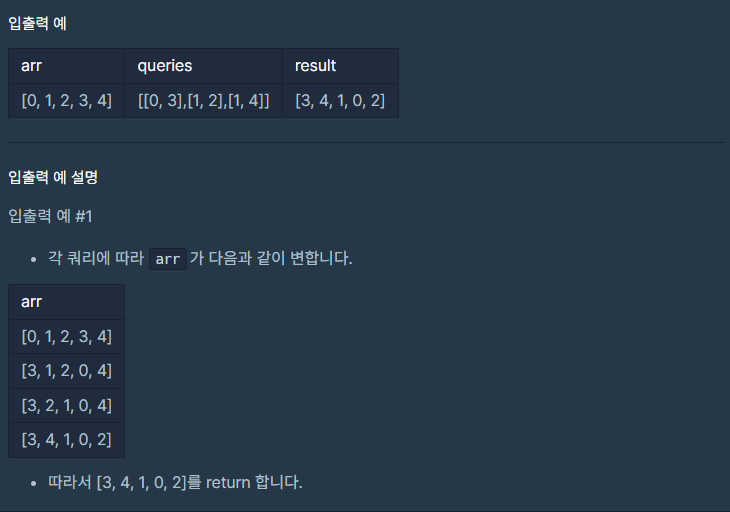 입출력 예
arr queries result
[0, 1, 2, 3, 4] [[0, 3],[1, 2],[1, 4]] [3, 4, 1, 0, 2]
입출력 예 설명
입출력 예 #1
• 각 쿼리에 따라 arr 가 다음과 같이 변합니다.
arr
[0, 1, 2, 3, 4]
[3, 1, 2, 0, 4]
[3, 2, 1, 0, 4]
[3, 4, 1, 0, 2]
• 따라서 [3, 4, 1, 0, 2]를 return 합니다.